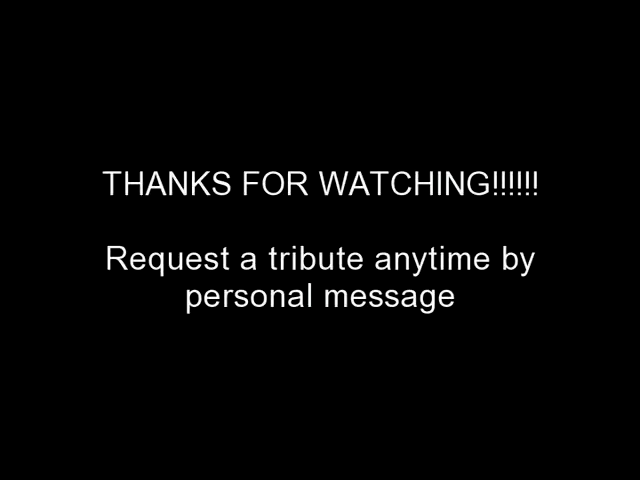 THANKS FOR WATCHING!!!!!!
Request a tribute anytime by
personal message